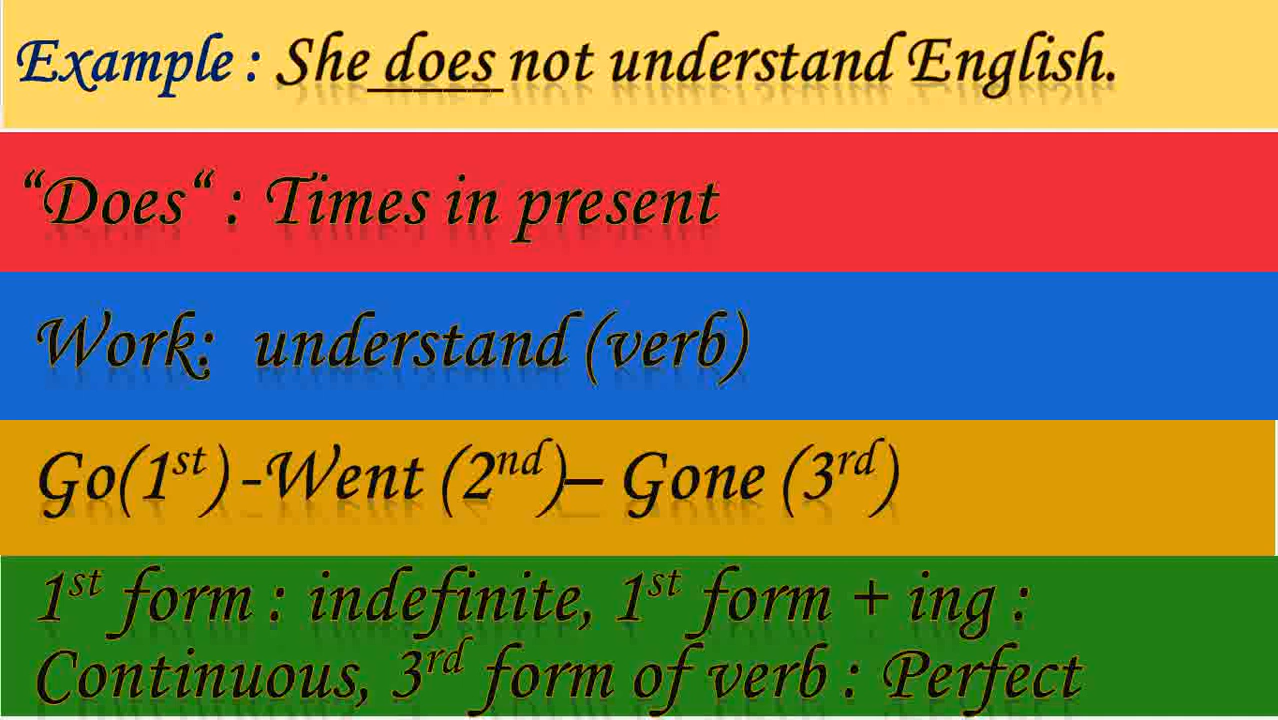 Example : She does not understand English.
“Does“ : Times in present
Work: understand (verb)
Go(1st) -Went (2nd)– Gone (3rd)
1st form : indefinite, 1st form + ing :
Continuous, 3rd form of verb : Perfect